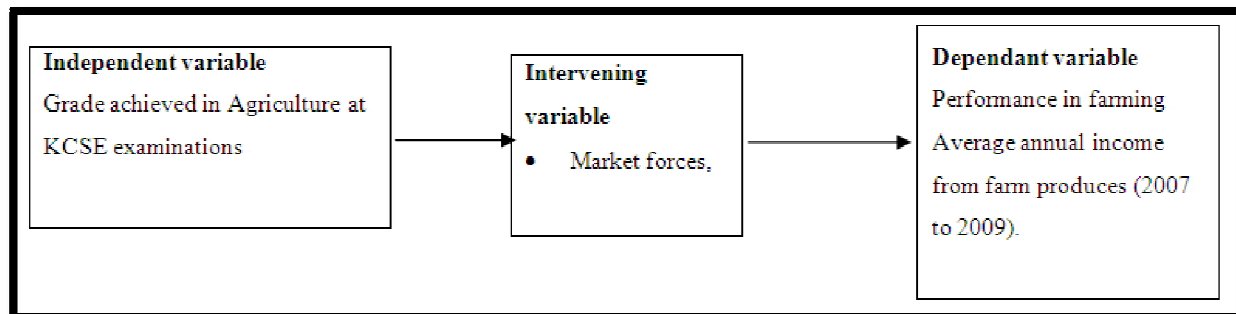 Independent variable
Grade achieved in Agriculture at
KCSE examinations
Intervening
variable
• Market forces,
Dependant variable
Performance in farming
Average annual income
from farm produces (2007
to 2009).